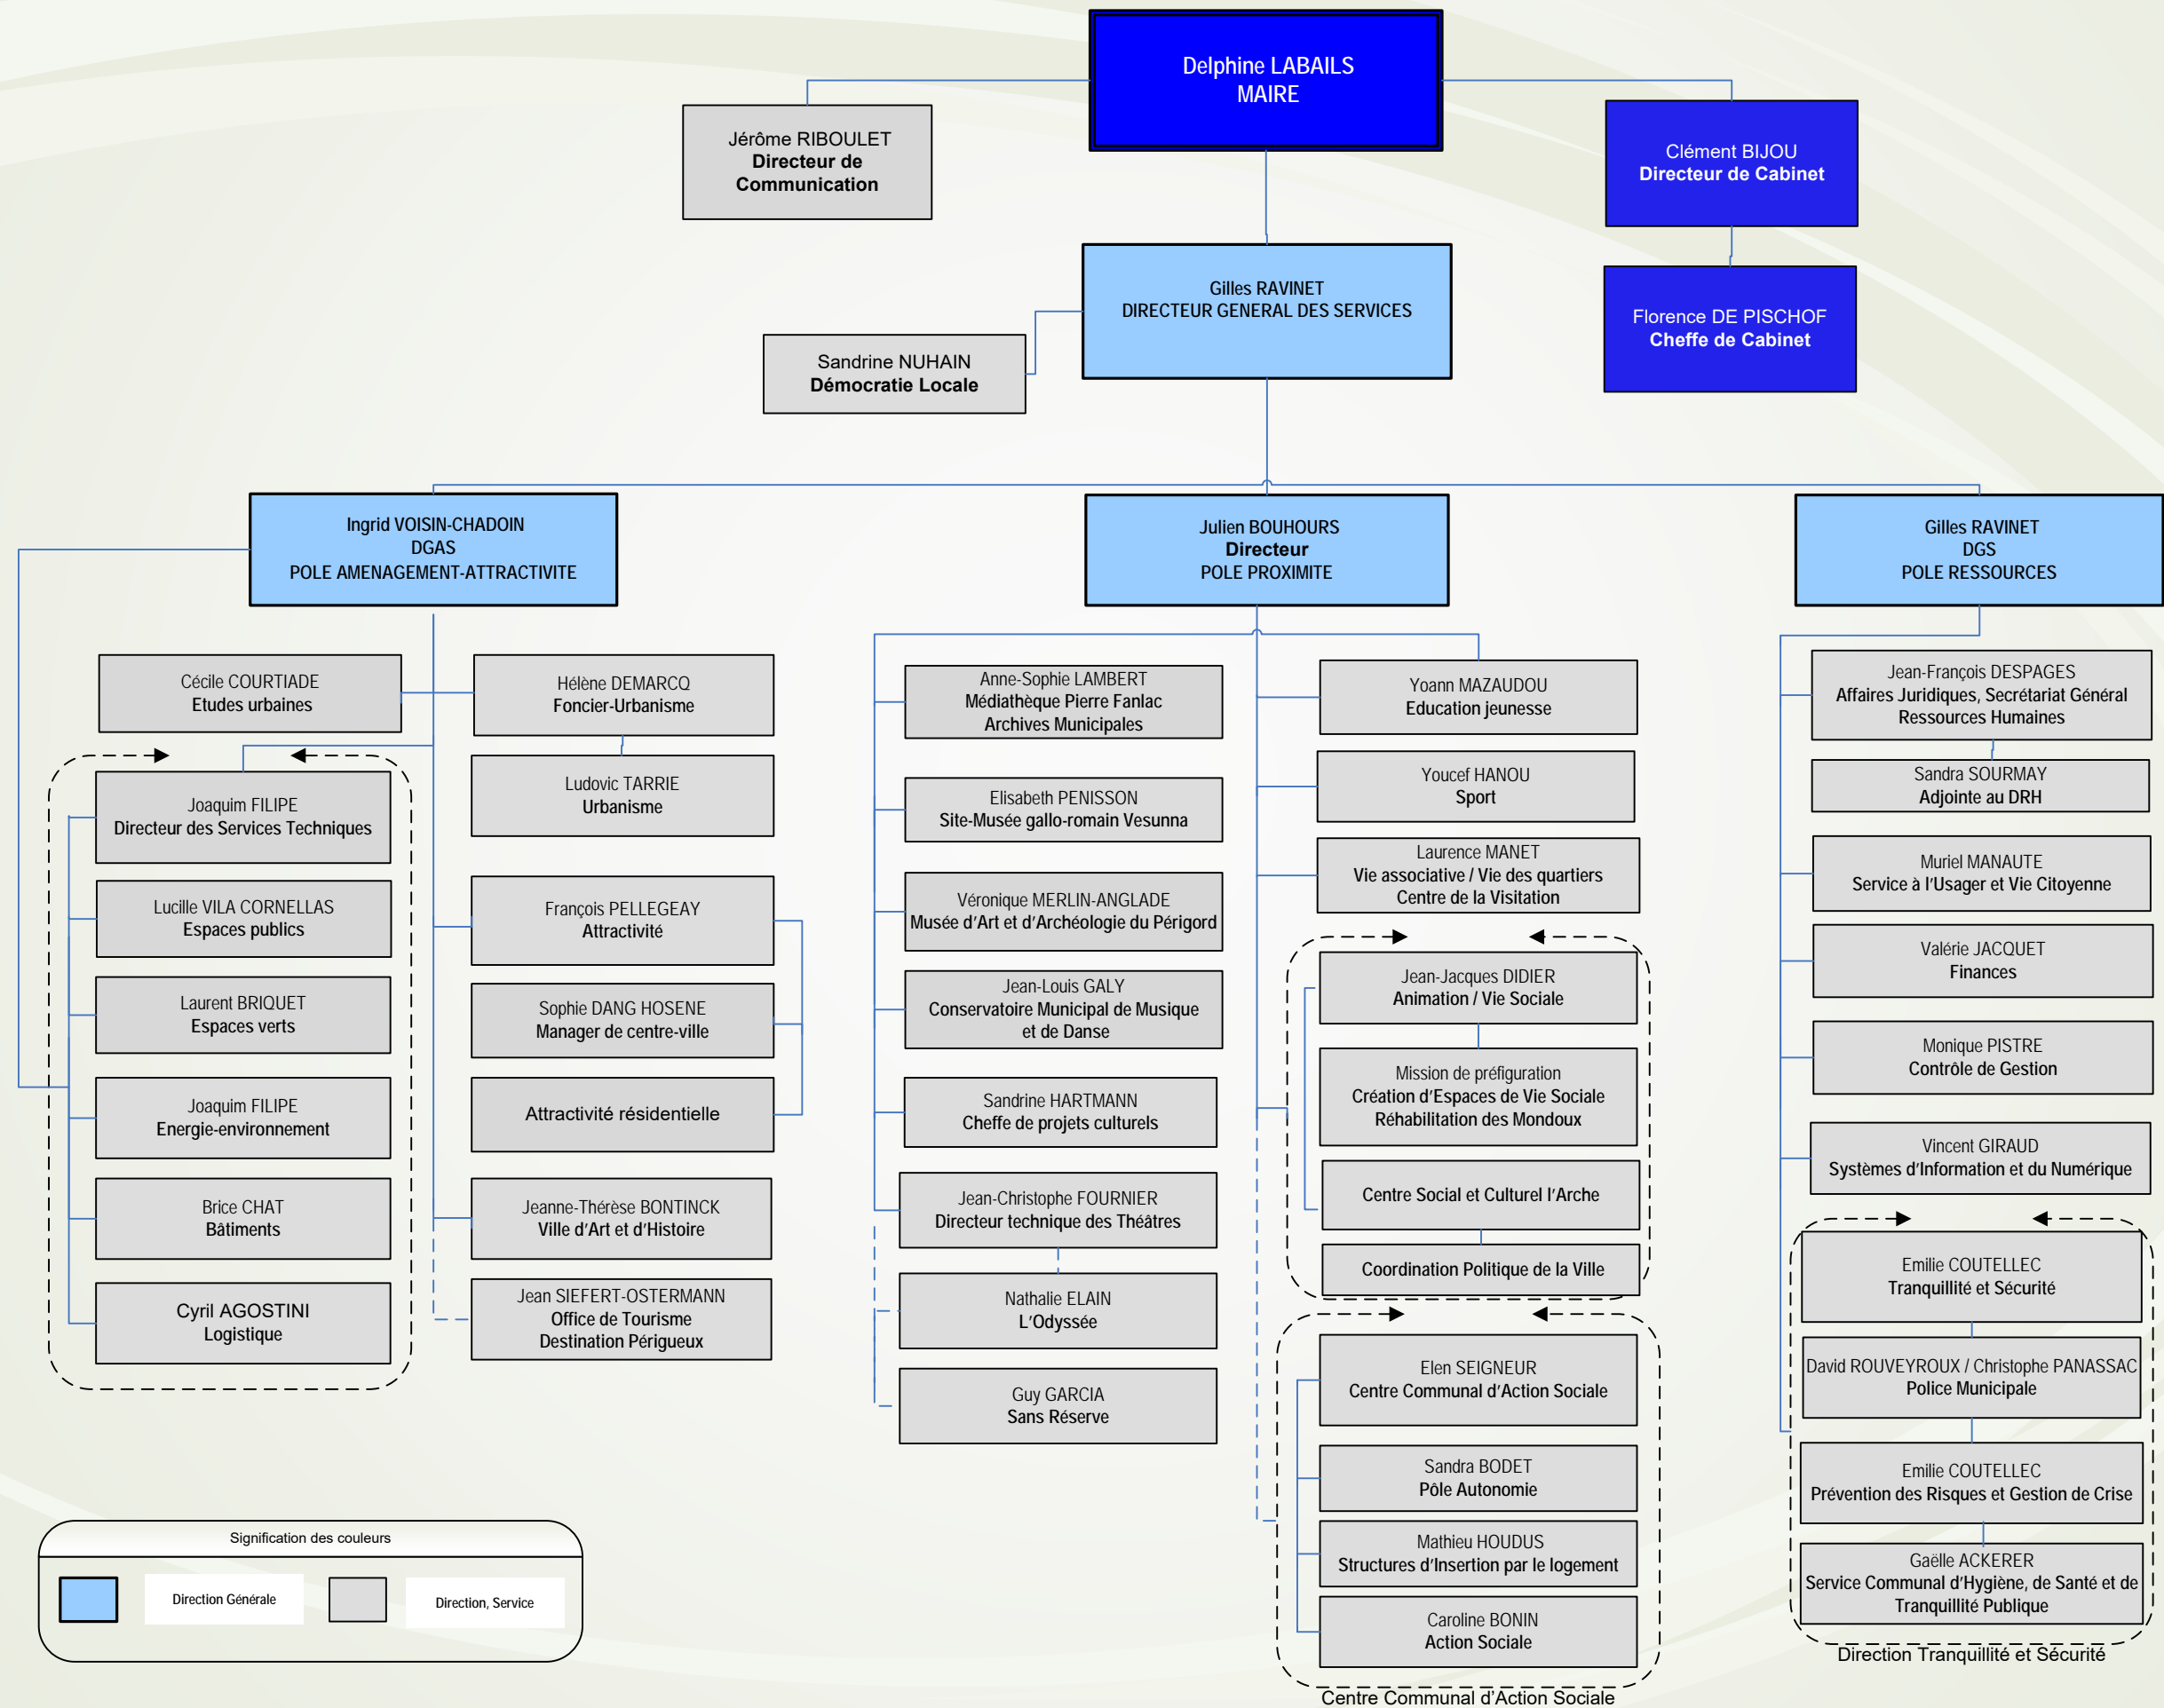 Delphine LABAILS
MAIRE
Jérôme RIBOULET
Directeur de
Communication
Clément BIJOU
Directeur de Cabinet
Florence DE PISCHOF
Cheffe de Cabinet
Gilles RAVINET
DIRECTEUR GENERAL DES SERVICES
Sandrine NUHAIN
Démocratie Locale
Ingrid VOISIN-CHADOIN
DGAS
POLE AMENAGEMENT-ATTRACTIVITE
Julien BOUHOURS
Directeur
POLE PROXIMITE
Gilles RAVINET
DGS
POLE RESSOURCES
Cécile COURTIADE
Etudes urbaines
Joaquim FILIPE
Directeur des Services Techniques
Lucille VILA CORNELLAS
Espaces publics
Laurent BRIQUET
Espaces verts
Joaquim FILIPE
Energie-environnement
Brice CHAT
Bâtiments
Cyril AGOSTINI
Logistique
Hélène DEMARCQ
Foncier-Urbanisme
Ludovic TARRIE
Urbanisme
François PELLEGEAY
Attractivité
Sophie DANG HOSENE
Manager de centre-ville
Attractivité résidentielle
Jeanne-Thérèse BONTINCK
Ville d'Art et d'Histoire
Jean SIEFERT-OSTERMANN
Office de Tourisme
Destination Périgueux
Anne-Sophie LAMBERT
Médiathèque Pierre Fanlac
Archives Municipales
Elisabeth PENISSON
Site-Musée gallo-romain Vesunna
Véronique MERLIN-ANGLADE
Musée d'Art et d'Archéologie du Périgord
Jean-Louis GALY
Conservatoire Municipal de Musique
et de Danse
Sandrine HARTMANN
Cheffe de projets culturels
Jean-Christophe FOURNIER
Directeur technique des Théâtres
Nathalie ELAIN
L'Odyssée
Guy GARCIA
Sans Réserve
Yoann MAZAUDOU
Education jeunesse
Youcef HANOU
Sport
Laurence MANET
Vie associative / Vie des quartiers
Centre de la Visitation
Jean-Jacques DIDIER
Animation / Vie Sociale
Mission de préfiguration
Création d'Espaces de Vie Sociale
Réhabilitation des Mondoux
Centre Social et Culturel l'Arche
Coordination Politique de la Ville
Elen SEIGNEUR
Centre Communal d'Action Sociale
Sandra BODET
Pôle Autonomie
Mathieu HOUDUS
Structures d'Insertion par le logement
Caroline BONIN
Action Sociale
Centre Communal d'Action Sociale
Jean-François DESPAGES
Affaires Juridiques, Secrétariat Général
Ressources Humaines
Sandra SOURMAY
Adjointe au DRH
Muriel MANAUTE
Service à l'Usager et Vie Citoyenne
Valérie JACQUET
Finances
Monique PISTRE
Contrôle de Gestion
Vincent GIRAUD
Systèmes d'Information et du Numérique
Emilie COUTELLEC
Tranquillité et Sécurité
David ROUVEYROUX / Christophe PANASSAC
Police Municipale
Emilie COUTELLEC
Prévention des Risques et Gestion de Crise
Gaëlle ACKERER
Service Communal d'Hygiène, de Santé et de
Tranquillité Publique
Direction Tranquillité et Sécurité
Signification des couleurs
Direction Générale
Direction, Service